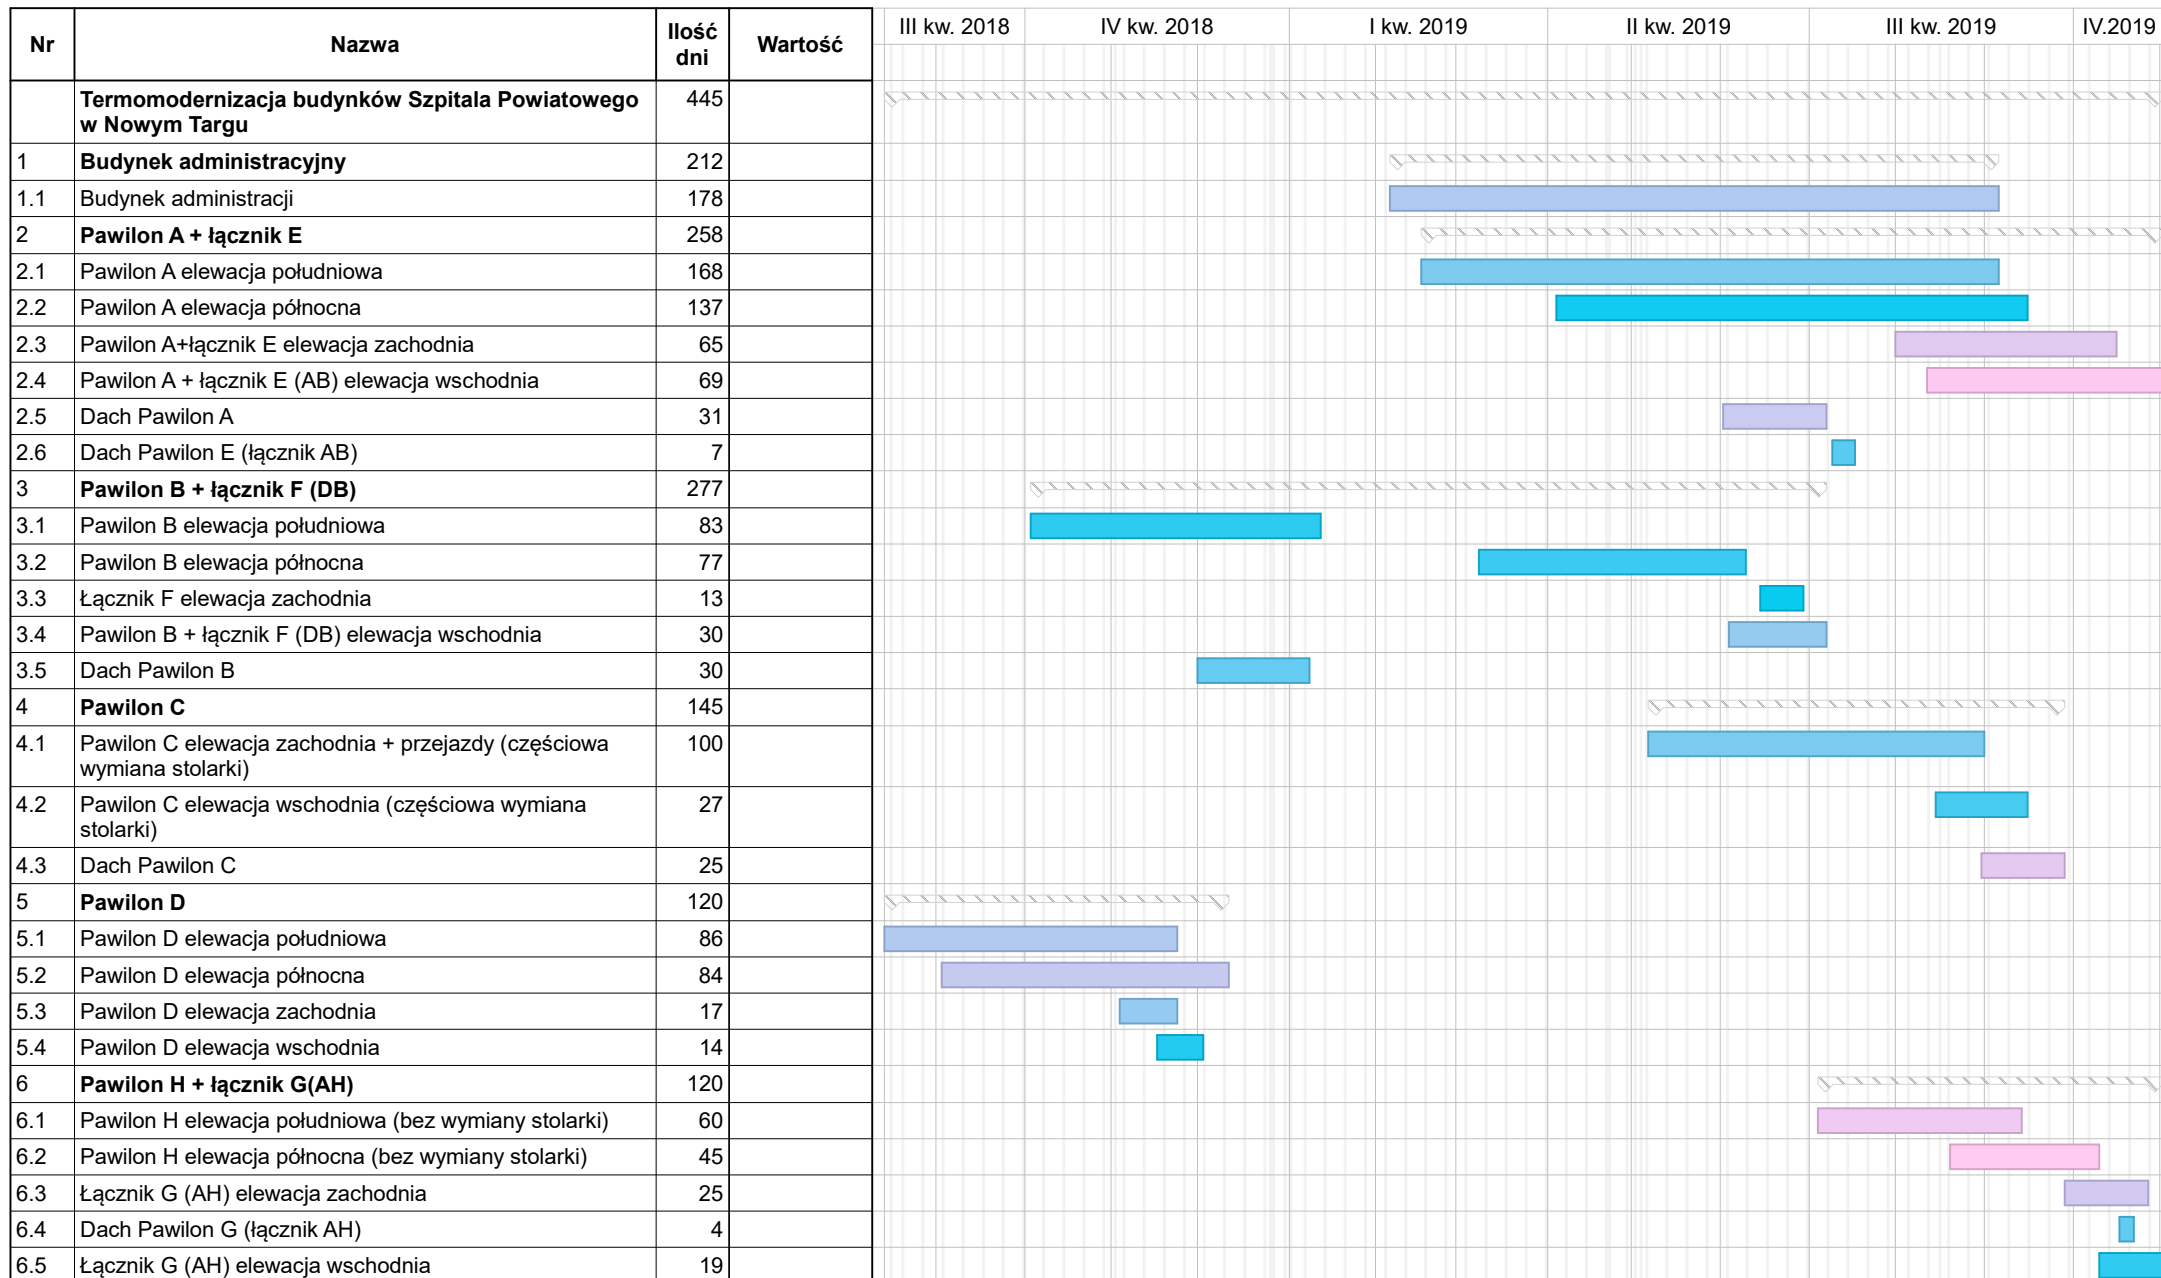 Nr Nazwa Ilość dni Wartość III kw. 2018 IV kw. 2018 I kw. 2019 II kw. 2019 III kw. 2019 IV.2019
Termomodernizacja budynków Szpitala Powiatowego 445
w Nowym Targu
1 Budynek administracyjny 212
1.1 Budynek administracji 178
2 Pawilon A + łącznik E 258
2.1 Pawilon A elewacja południowa 168
2.2 Pawilon A elewacja północna 137
2.3 Pawilon A+łącznik E elewacja zachodnia 65
2.4 Pawilon A + łącznik E (AB) elewacja wschodnia 69
2.5 Dach Pawilon A 31
2.6 Dach Pawilon E (łącznik AB) 7
3 Pawilon B + łącznik F (DB) 277
3.1 Pawilon B elewacja południowa 83
3.2 Pawilon B elewacja północna 77
3.3 Łącznik F elewacja zachodnia 13
3.4 Pawilon B + łącznik F (DB) elewacja wschodnia 30
3.5 Dach Pawilon B 30
4 Pawilon C 145
4.1 Pawilon C elewacja zachodnia + przejazdy (częściowa 100
wymiana stolarki)
4.2 Pawilon C elewacja wschodnia (częściowa wymiana 27
stolarki)
4.3 Dach Pawilon C 25
5 Pawilon D 120
5.1 Pawilon D elewacja południowa 86
5.2 Pawilon D elewacja północna 84
5.3 Pawilon D elewacja zachodnia 17
5.4 Pawilon D elewacja wschodnia 14
6 Pawilon H + łącznik G(AH) 120
6.1 Pawilon H elewacja południowa (bez wymiany stolarki) 60
6.2 Pawilon H elewacja północna (bez wymiany stolarki) 45
6.3 Łącznik G (AH) elewacja zachodnia 25
6.4 Dach Pawilon G (łącznik AH) 4
6.5 Łącznik G (AH) elewacja wschodnia 19